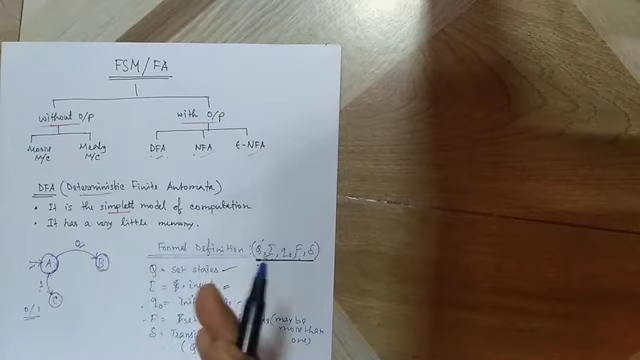 FSM/FA
without O/P
with O/P
Moore M/C
Mealy M/C
DFA
NFA
ε-NFA
DFA (Deterministic Finite Automata)
• It is the simplest model of computation
• It has a very little memory.
A
B
C
0/1
Formal Definition: (Q, Σ, q₀, F, δ)
Q = set states
Σ =
q₀ =
F =
(may be
more than
one)
δ =